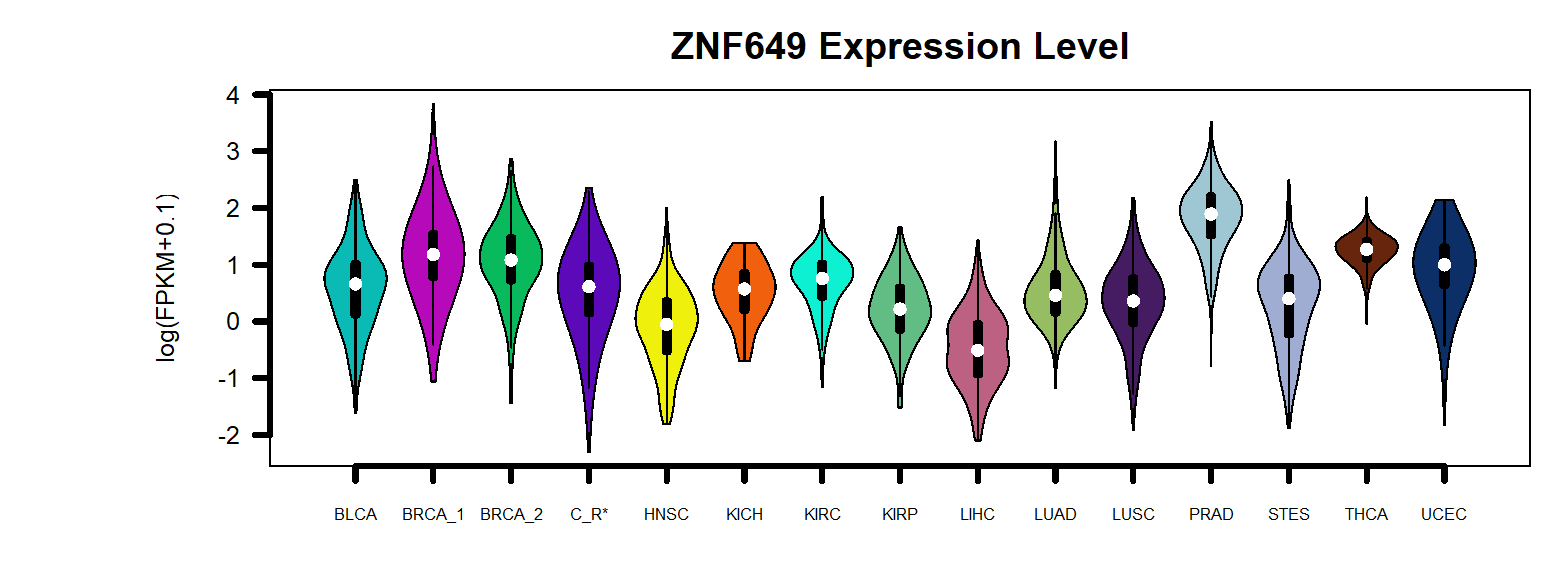 ZNF649 Expression Level
log(FPKM+0.1)
4
3
2
1
0
-1
-2
BLCA BRCA_1 BRCA_2 C_R* HNSC KICH KIRC KIRP LIHC LUAD LUSC PRAD STES THCA UCEC